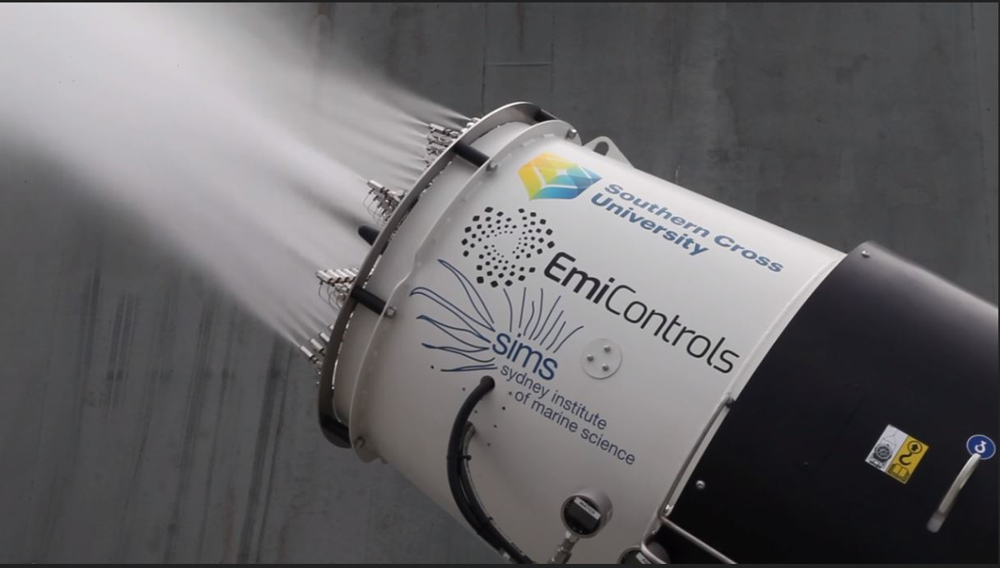 Southern Cross
University
EmiControls
sims
sydney institute
of marine science